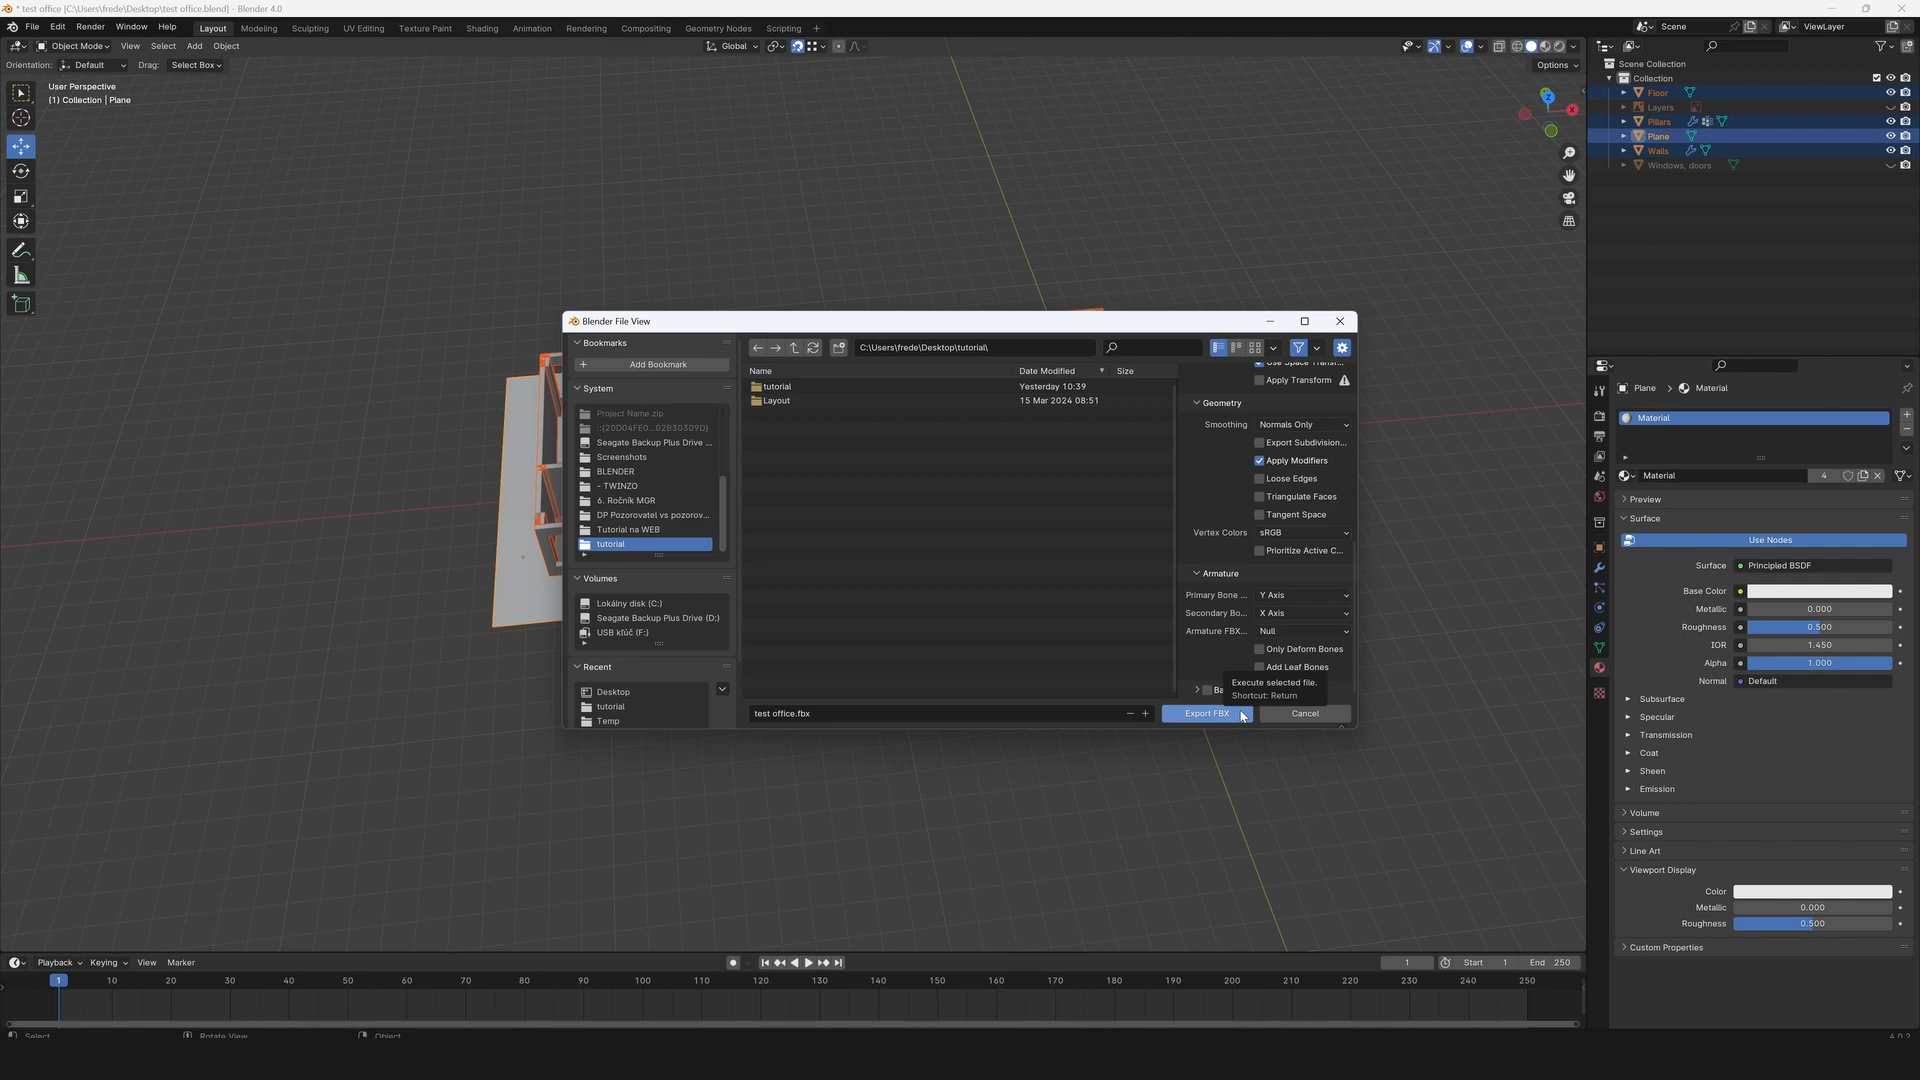 * test office [C:\Users\frede\Desktop\test office.blend] - Blender 4.0
File Edit Render Window Help Layout Modeling Sculpting UV Editing Texture Paint Shading Animation Rendering Compositing Geometry Nodes Scripting +
Scene ViewLayer
Object Mode View Select Add Object Global
Orientation: Default Drag: Select Box Options
User Perspective
(1) Collection | Plane
Z
X
Scene Collection
Collection
Floor
Layers
Pillars
Plane
Walls
Windows, doors
Blender File View
Bookmarks
Add Bookmark
System
Project Name.zip
::{20D04FE0...02B30309D}
Seagate Backup Plus Drive ...
Screenshots
BLENDER
- TWINZO
6. Ročník MGR
DP Pozorovatel vs pozorov...
Tutorial na WEB
tutorial
Volumes
Lokálny disk (C:)
Seagate Backup Plus Drive (D:)
USB kľúč (F:)
Recent
Desktop
tutorial
Temp
C:\Users\frede\Desktop\tutorial\
Name Date Modified Size
tutorial Yesterday 10:39
Layout 15 Mar 2024 08:51
Apply Transform
Geometry
Smoothing Normals Only
Export Subdivision...
Apply Modifiers
Loose Edges
Triangulate Faces
Tangent Space
Vertex Colors sRGB
Prioritize Active C...
Armature
Primary Bone ... Y Axis
Secondary Bo... X Axis
Armature FBX... Null
Only Deform Bones
Add Leaf Bones
Execute selected file.
Shortcut: Return
test office.fbx
Export FBX Cancel
Plane Material
Material
Material 4
Preview
Surface
Use Nodes
Surface Principled BSDF
Base Color
Metallic 0.000
Roughness 0.500
IOR 1.450
Alpha 1.000
Normal Default
Subsurface
Specular
Transmission
Coat
Sheen
Emission
Volume
Settings
Line Art
Viewport Display
Color
Metallic 0.000
Roughness 0.500
Custom Properties
Playback Keying View Marker 1 Start 1 End 250
1 10 20 30 40 50 60 70 80 90 100 110 120 130 140 150 160 170 180 190 200 210 220 230 240 250
Select Rotate View Object
4.0.2